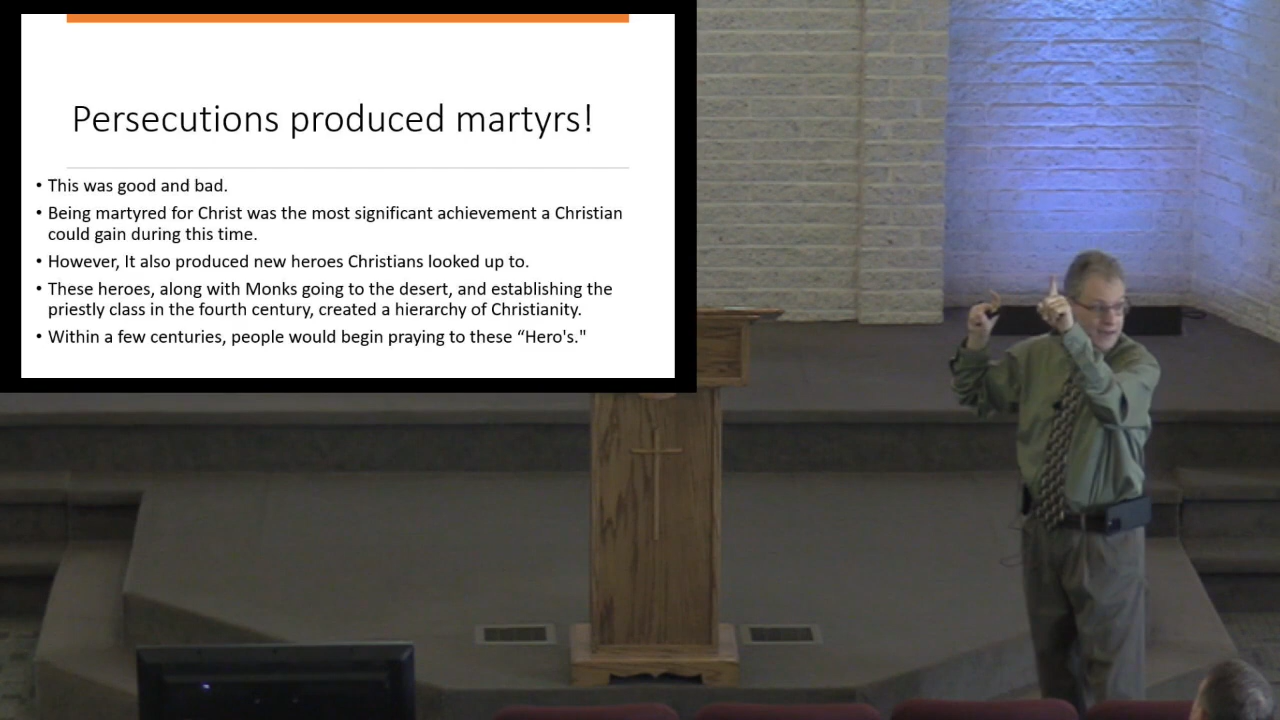 Persecutions produced martyrs!
• This was good and bad.
• Being martyred for Christ was the most significant achievement a Christian
could gain during this time.
• However, It also produced new heroes Christians looked up to.
• These heroes, along with Monks going to the desert, and establishing the
priestly class in the fourth century, created a hierarchy of Christianity.
• Within a few centuries, people would begin praying to these “Hero's."